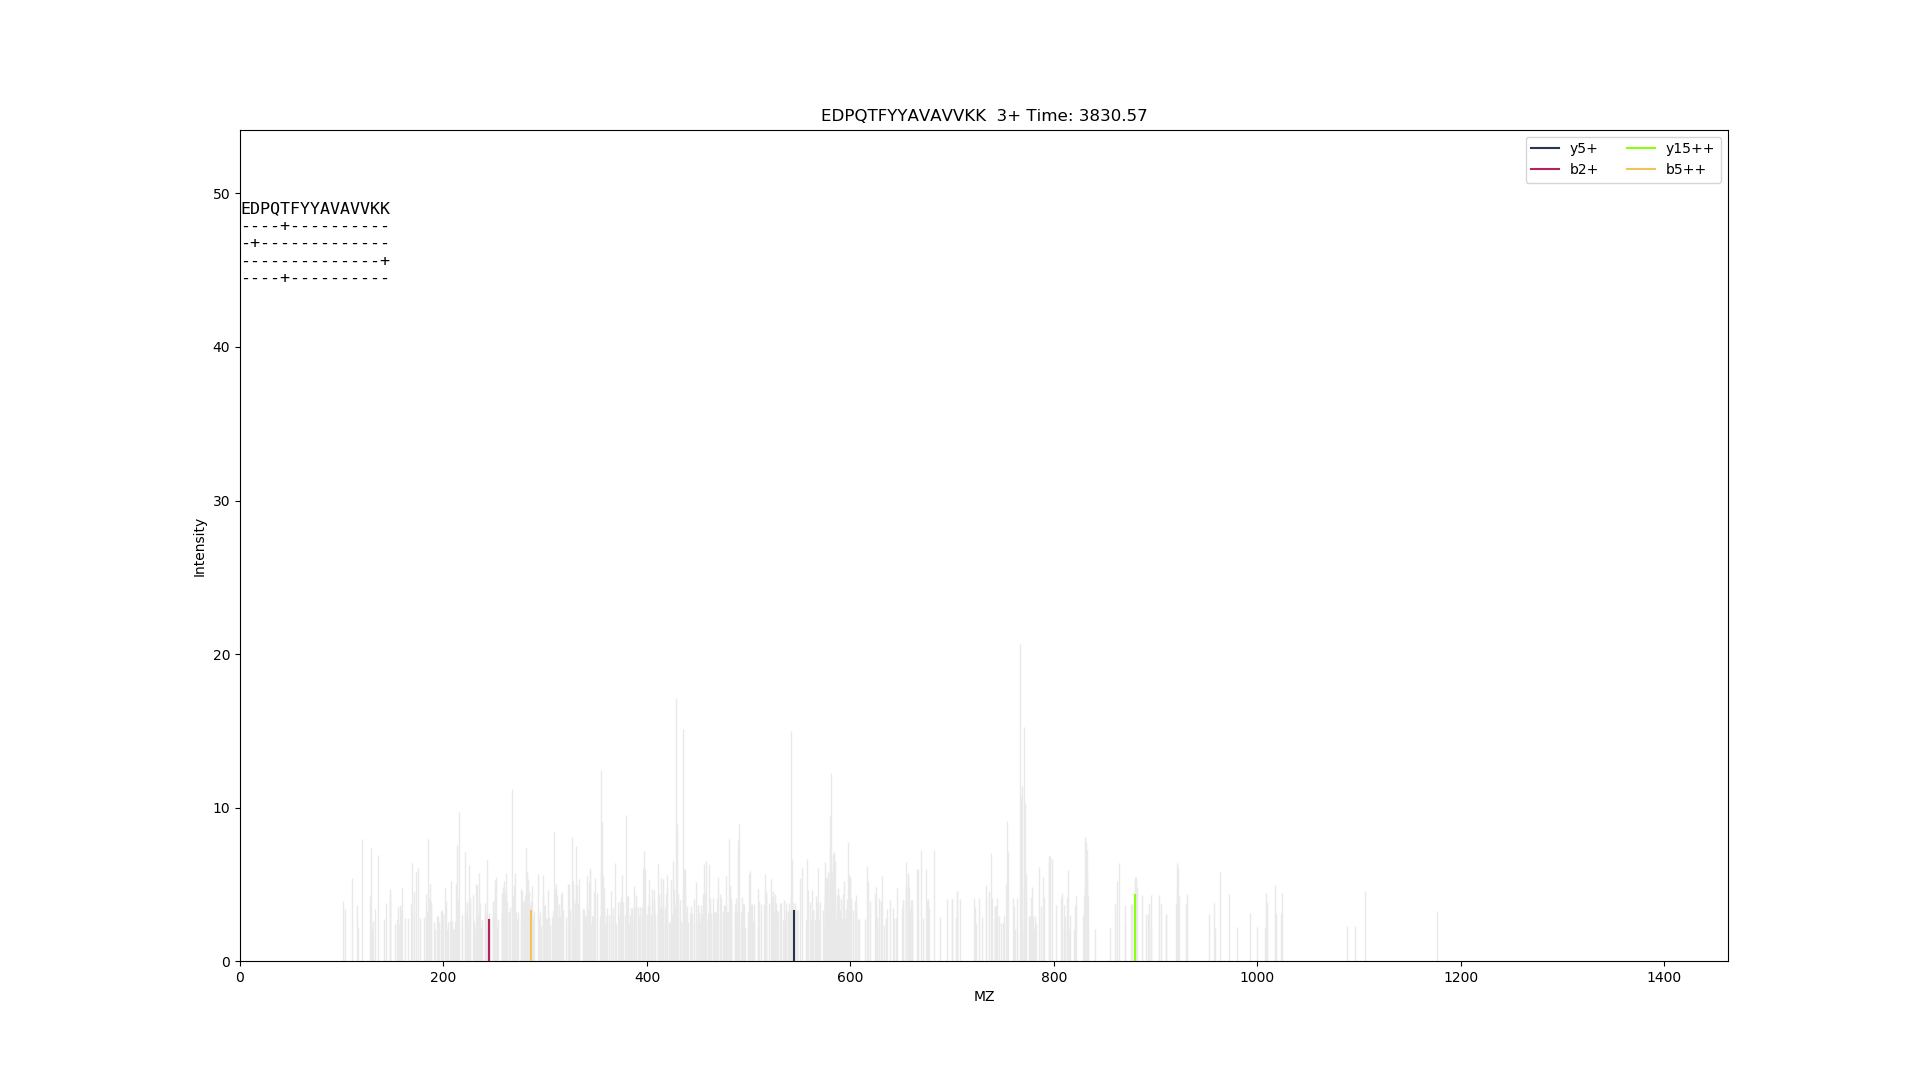 EDPQTFYYAVAVVKK  3+ Time: 3830.57
y5+ y15++
b2+ b5++
50
EDPQTFYYAVAVVKK
----+----------
-+-------------
--------------+
----+----------
40
30
Intensity
20
10
0
0 200 400 600 800 1000 1200 1400
MZ